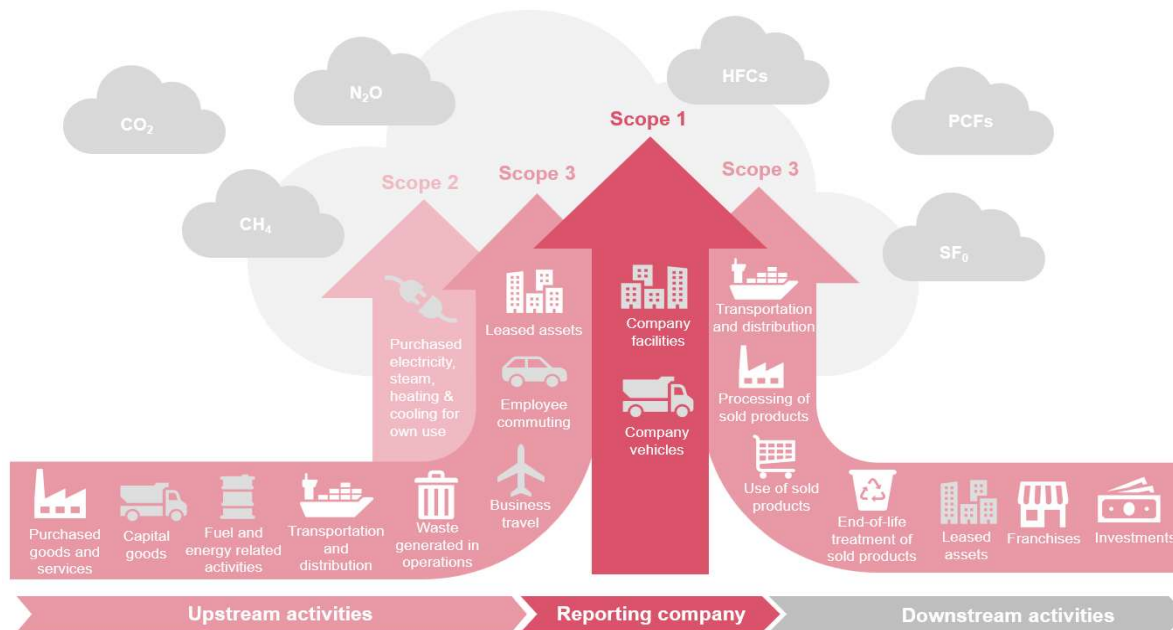 CO₂
N₂O
HFCs
PCFs
CH₄
SF₆
Scope 1
Scope 2
Scope 3
Scope 3
Purchased
electricity,
steam,
heating &
cooling for
own use
Leased assets
Employee
commuting
Business
travel
Company
facilities
Company
vehicles
Transportation
and distribution
Processing of
sold products
Use of sold
products
Purchased
goods and
services
Capital
goods
Fuel and
energy related
activities
Transportation
and
distribution
Waste
generated in
operations
End-of-life
treatment of
sold products
Leased
assets
Franchises
Investments
Upstream activities
Reporting company
Downstream activities